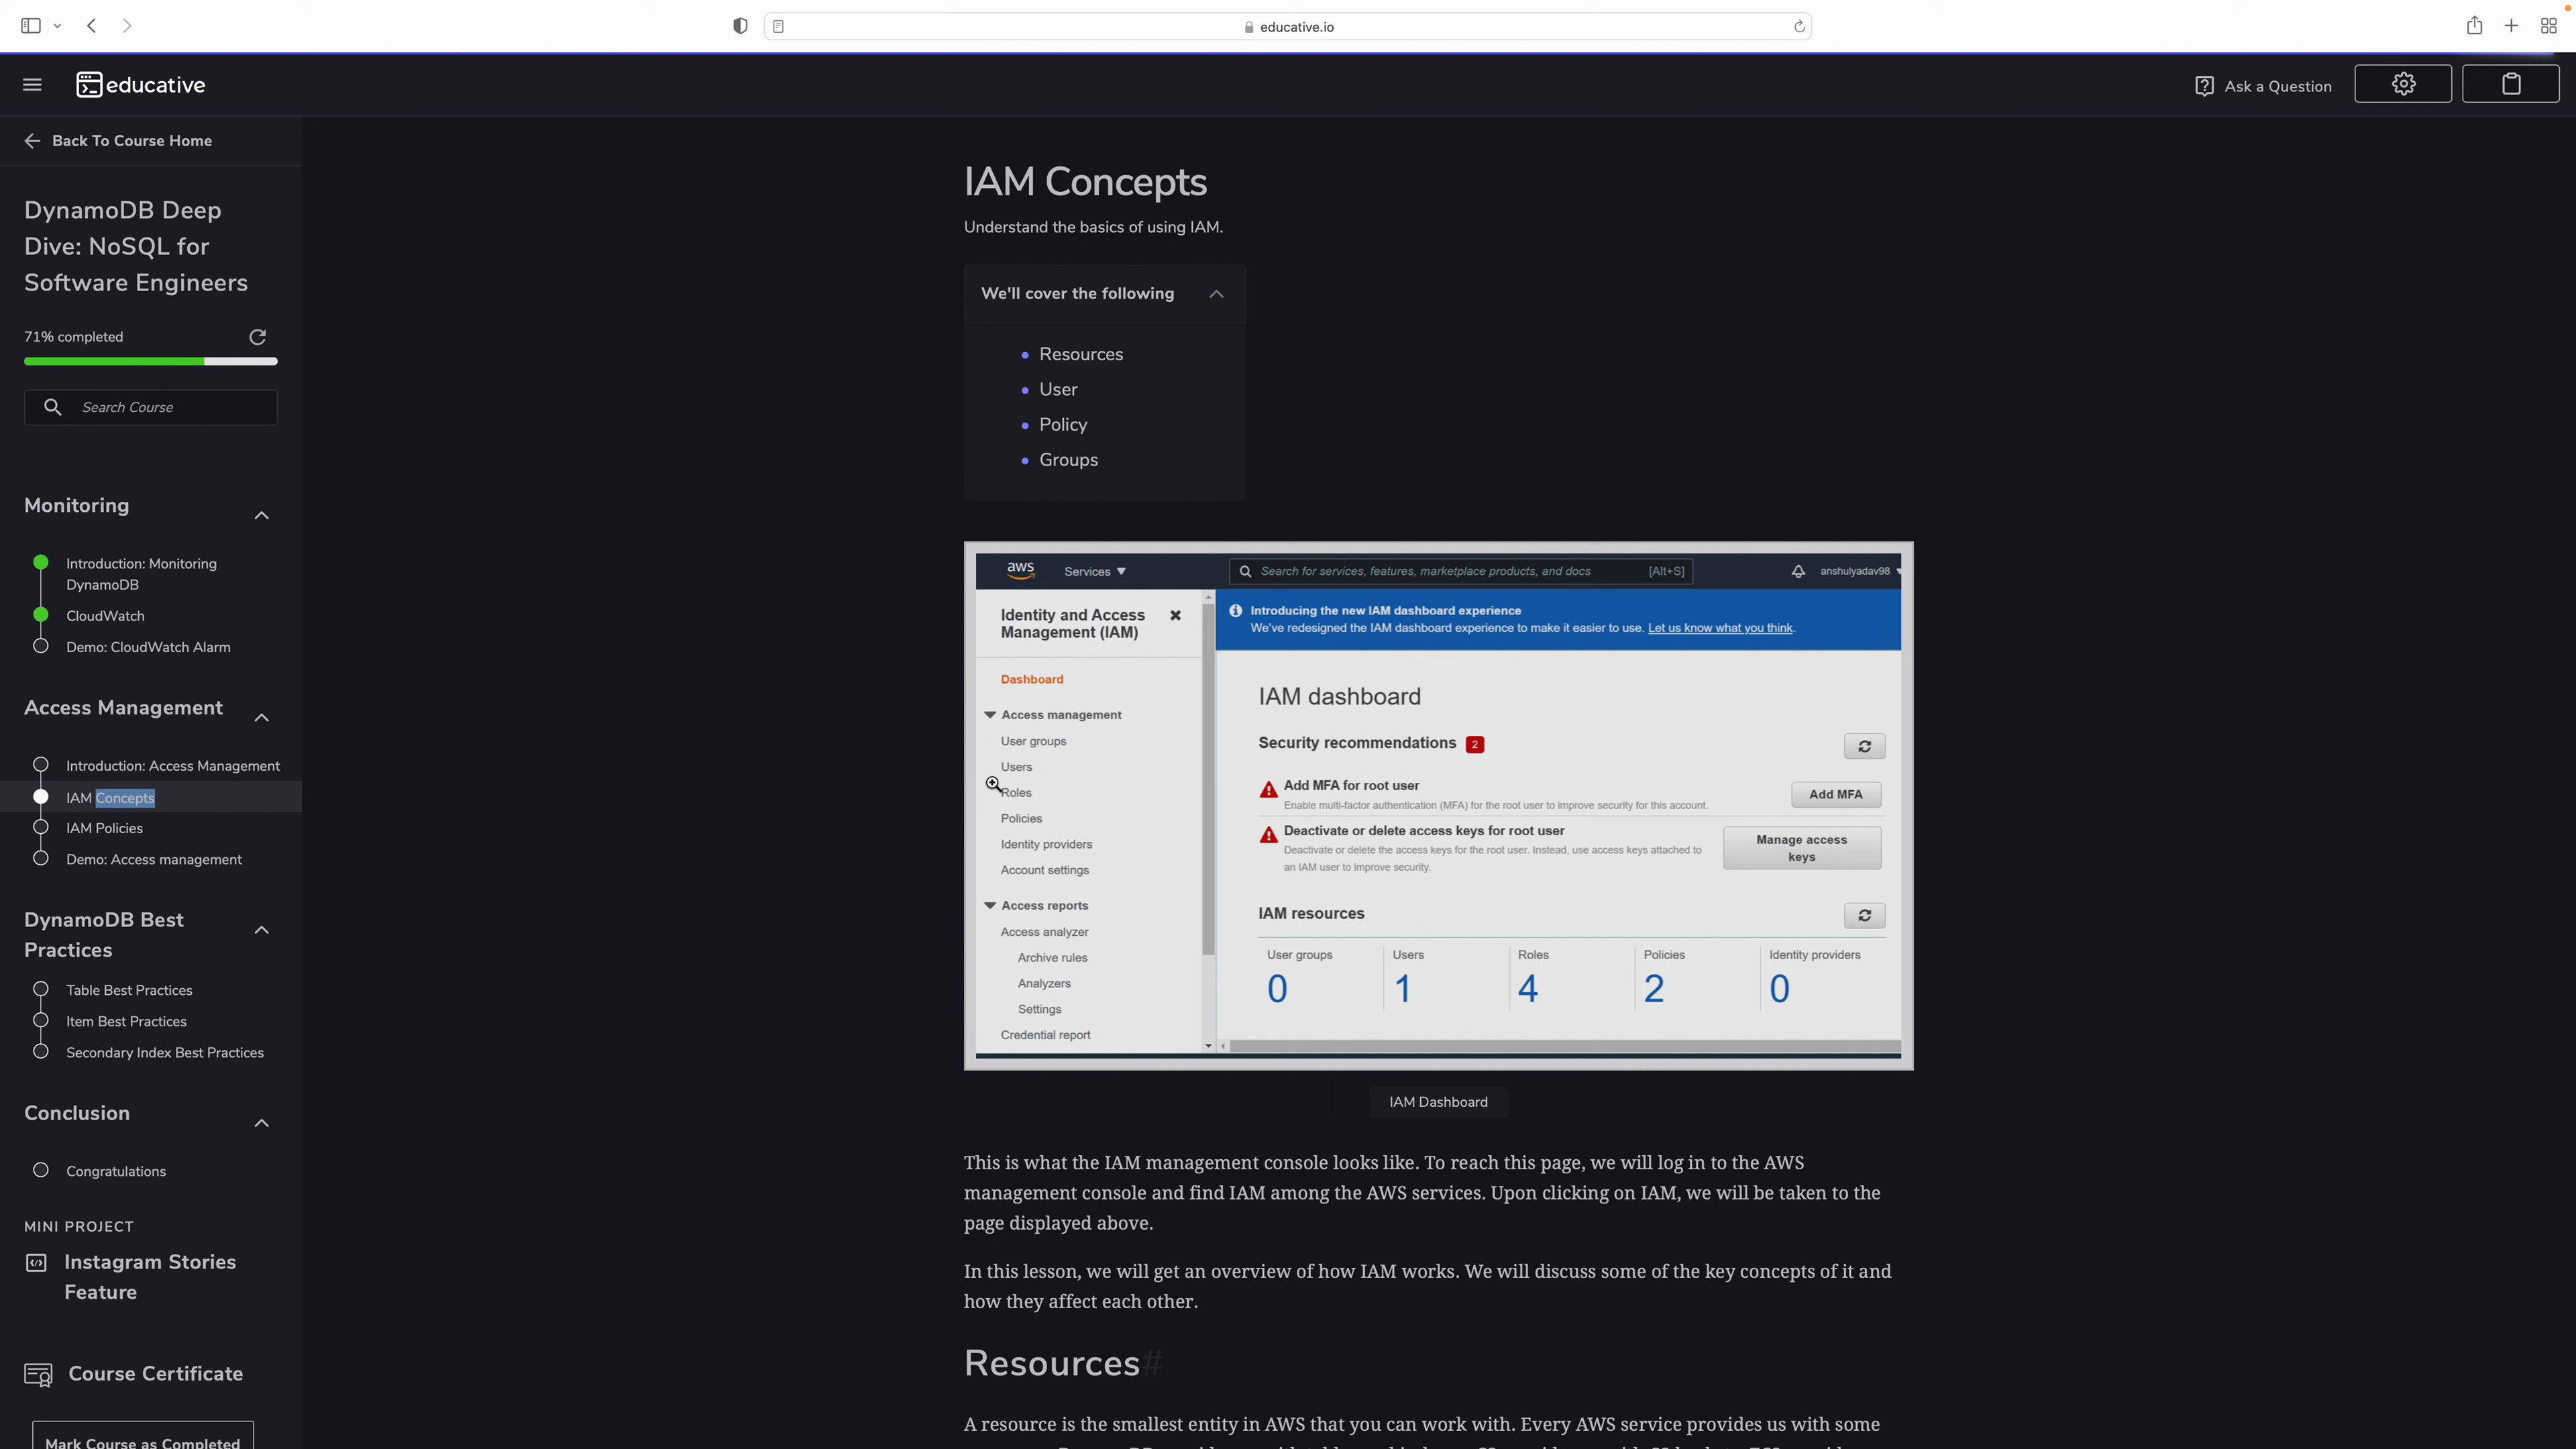 educative.io
educative
Ask a Question
Back To Course Home
DynamoDB Deep
Dive: NoSQL for
Software Engineers
71% completed
Search Course
Monitoring
Introduction: Monitoring
DynamoDB
CloudWatch
Demo: CloudWatch Alarm
Access Management
Introduction: Access Management
IAM Concepts
IAM Policies
Demo: Access management
DynamoDB Best
Practices
Table Best Practices
Item Best Practices
Secondary Index Best Practices
Conclusion
Congratulations
MINI PROJECT
Instagram Stories
Feature
Course Certificate
Mark Course as Completed
IAM Concepts
Understand the basics of using IAM.
We'll cover the following
Resources
User
Policy
Groups
aws Services
Search for services, features, marketplace products, and docs [Alt+S]
anshulyadav98
Identity and Access
Management (IAM)
Dashboard
Access management
User groups
Users
Roles
Policies
Identity providers
Account settings
Access reports
Access analyzer
Archive rules
Analyzers
Settings
Credential report
Introducing the new IAM dashboard experience
We've redesigned the IAM dashboard experience to make it easier to use. Let us know what you think.
IAM dashboard
Security recommendations 2
Add MFA for root user
Enable multi-factor authentication (MFA) for the root user to improve security for this account.
Add MFA
Deactivate or delete access keys for root user
Deactivate or delete the access keys for the root user. Instead, use access keys attached to
an IAM user to improve security.
Manage access
keys
IAM resources
User groups Users Roles Policies Identity providers
0 1 4 2 0
IAM Dashboard
This is what the IAM management console looks like. To reach this page, we will log in to the AWS
management console and find IAM among the AWS services. Upon clicking on IAM, we will be taken to the
page displayed above.
In this lesson, we will get an overview of how IAM works. We will discuss some of the key concepts of it and
how they affect each other.
Resources#
A resource is the smallest entity in AWS that you can work with. Every AWS service provides us with some